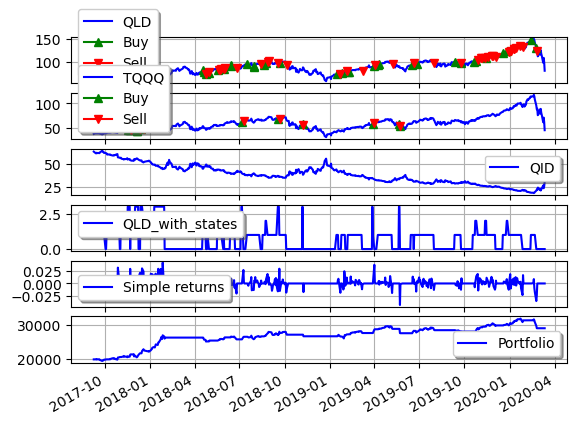 QLD
Buy
Sell
150
100
TQQQ
Buy
Sell
100
50
QID
50
25
QLD_with_states
2.5
0.0
Simple returns
0.025
0.000
−0.025
Portfolio
30000
20000
2017-10
2018-01
2018-04
2018-07
2018-10
2019-01
2019-04
2019-07
2019-10
2020-01
2020-04